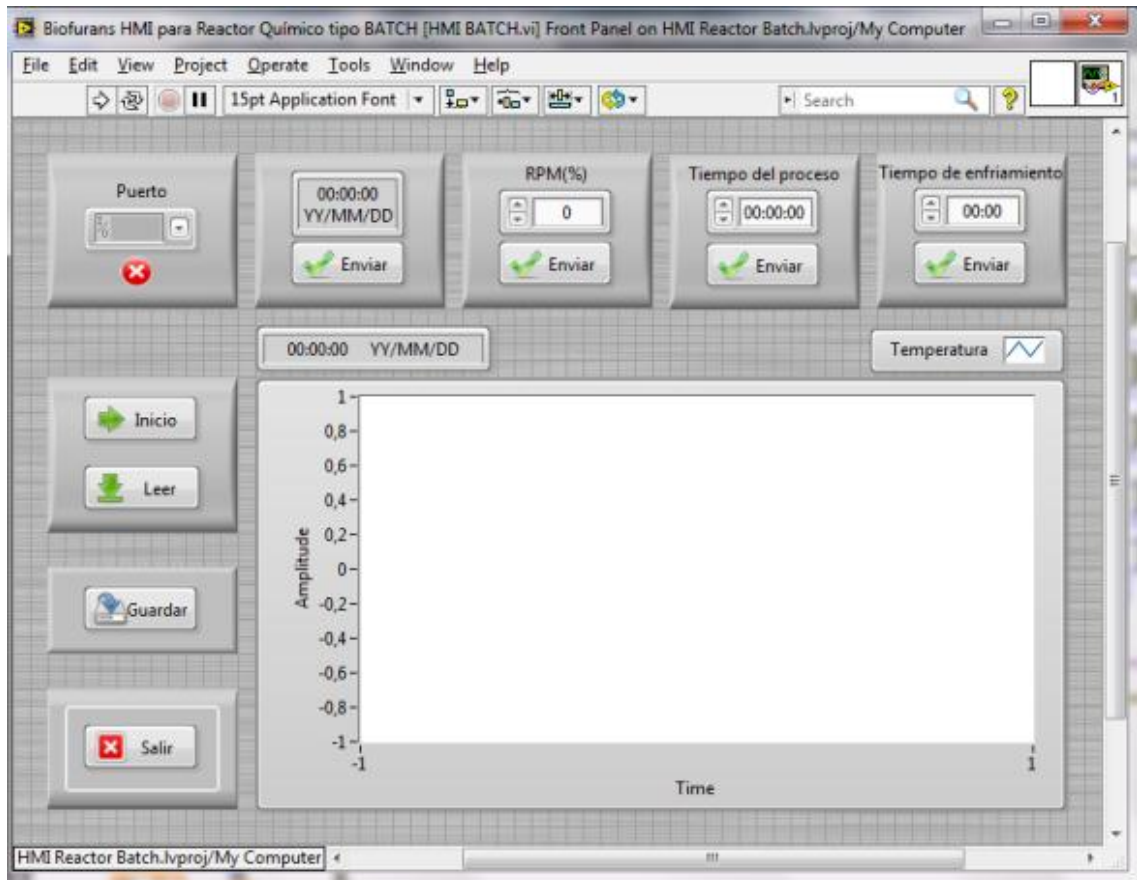 Biofurans HMI para Reactor Químico tipo BATCH [HMI BATCH.vi] Front Panel on HMI Reactor Batch.lvproj/My Computer
File Edit View Project Operate Tools Window Help
15pt Application Font
Search
1
Puerto
00:00:00
YY/MM/DD
Enviar
RPM(%)
0
Enviar
Tiempo del proceso
00:00:00
Enviar
Tiempo de enfriamiento
00:00
Enviar
00:00:00 YY/MM/DD
Temperatura
Inicio
Leer
Guardar
Salir
Amplitude
1
0,8
0,6
0,4
0,2
0
-0,2
-0,4
-0,6
-0,8
-1
-1 1
Time
HMI Reactor Batch.lvproj/My Computer